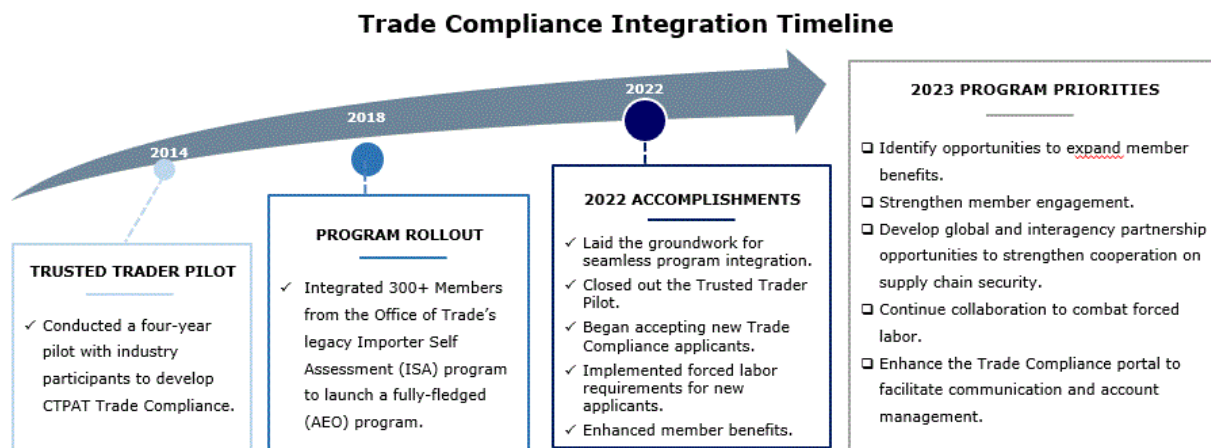 Trade Compliance Integration Timeline
2014
2018
2022
TRUSTED TRADER PILOT
✓ Conducted a four-year
pilot with industry
participants to develop
CTPAT Trade Compliance.
PROGRAM ROLLOUT
✓ Integrated 300+ Members
from the Office of Trade’s
legacy Importer Self
Assessment (ISA) program
to launch a fully-fledged
(AEO) program.
2022 ACCOMPLISHMENTS
✓ Laid the groundwork for
seamless program integration.
✓ Closed out the Trusted Trader
Pilot.
✓ Began accepting new Trade
Compliance applicants.
✓ Implemented forced labor
requirements for new
applicants.
✓ Enhanced member benefits.
2023 PROGRAM PRIORITIES
❑ Identify opportunities to expand member
benefits.
❑ Strengthen member engagement.
❑ Develop global and interagency partnership
opportunities to strengthen cooperation on
supply chain security.
❑ Continue collaboration to combat forced
labor.
❑ Enhance the Trade Compliance portal to
facilitate communication and account
management.